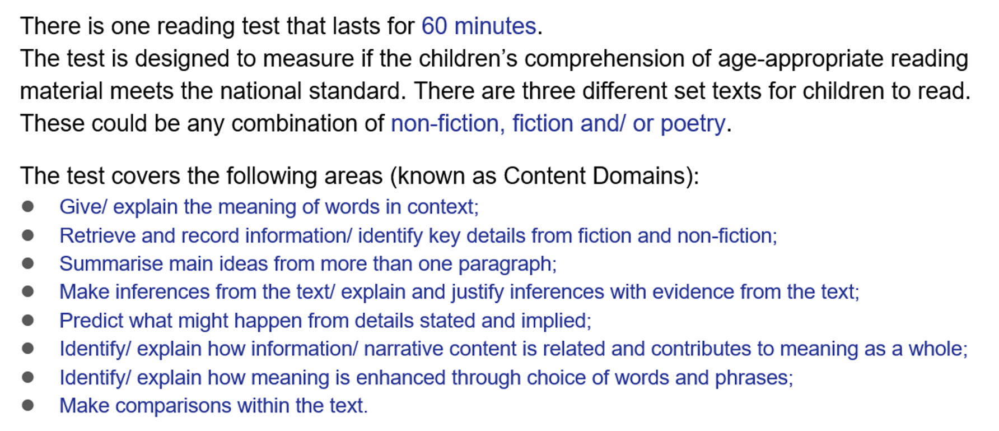 There is one reading test that lasts for 60 minutes.
The test is designed to measure if the children’s comprehension of age-appropriate reading
material meets the national standard. There are three different set texts for children to read.
These could be any combination of non-fiction, fiction and/ or poetry.
The test covers the following areas (known as Content Domains):
● Give/ explain the meaning of words in context;
● Retrieve and record information/ identify key details from fiction and non-fiction;
● Summarise main ideas from more than one paragraph;
● Make inferences from the text/ explain and justify inferences with evidence from the text;
● Predict what might happen from details stated and implied;
● Identify/ explain how information/ narrative content is related and contributes to meaning as a whole;
● Identify/ explain how meaning is enhanced through choice of words and phrases;
● Make comparisons within the text.